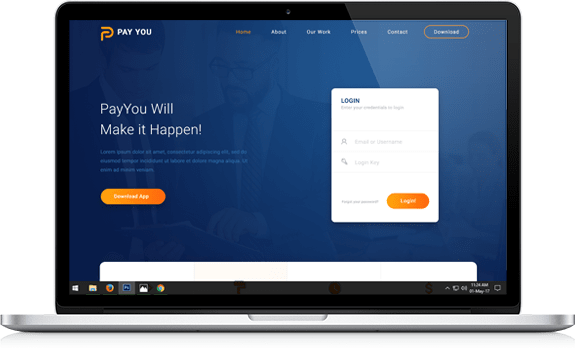 PAY YOU
Home About Our Work Prices Contact Download
PayYou Will
Make it Happen!
Lorem ipsum dolor sit amet, consectetur adipiscing elit, sed do
eiusmod tempor incididunt ut labore et dolore magna aliqua. Ut
enim ad minim veniam.
Download App
LOGIN
Enter your credentials or login
Email or Username
Login Key
Forgot your password?
Login!
11:24 AM
01-May-17